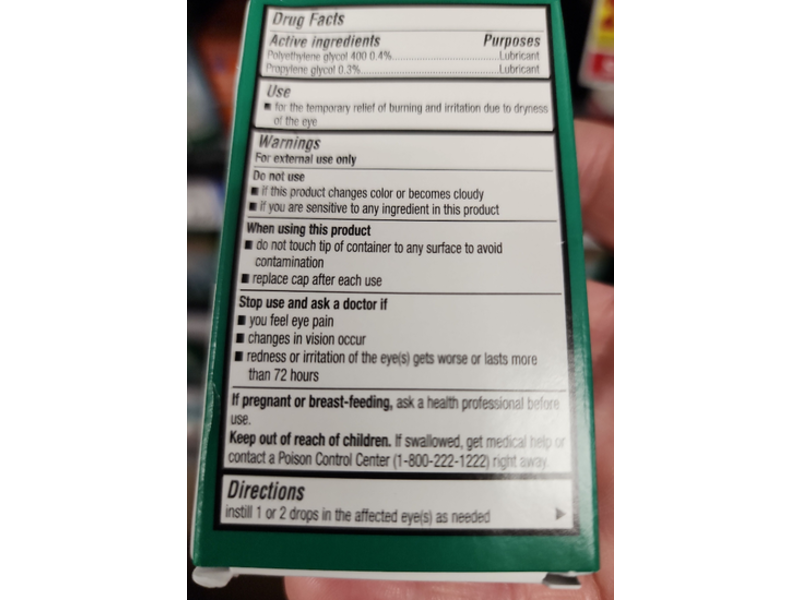 Drug Facts
Active ingredients Purposes
Polyethylene glycol 400 0.4%........................................Lubricant
Propylene glycol 0.3%........................................Lubricant
Use
■ for the temporary relief of burning and irritation due to dryness
of the eye
Warnings
For external use only
Do not use
■ if this product changes color or becomes cloudy
■ if you are sensitive to any ingredient in this product
When using this product
■ do not touch tip of container to any surface to avoid
contamination
■ replace cap after each use
Stop use and ask a doctor if
■ you feel eye pain
■ changes in vision occur
■ redness or irritation of the eye(s) gets worse or lasts more
than 72 hours
If pregnant or breast-feeding, ask a health professional before
use.
Keep out of reach of children. If swallowed, get medical help or
contact a Poison Control Center (1-800-222-1222) right away.
Directions
instill 1 or 2 drops in the affected eye(s) as needed